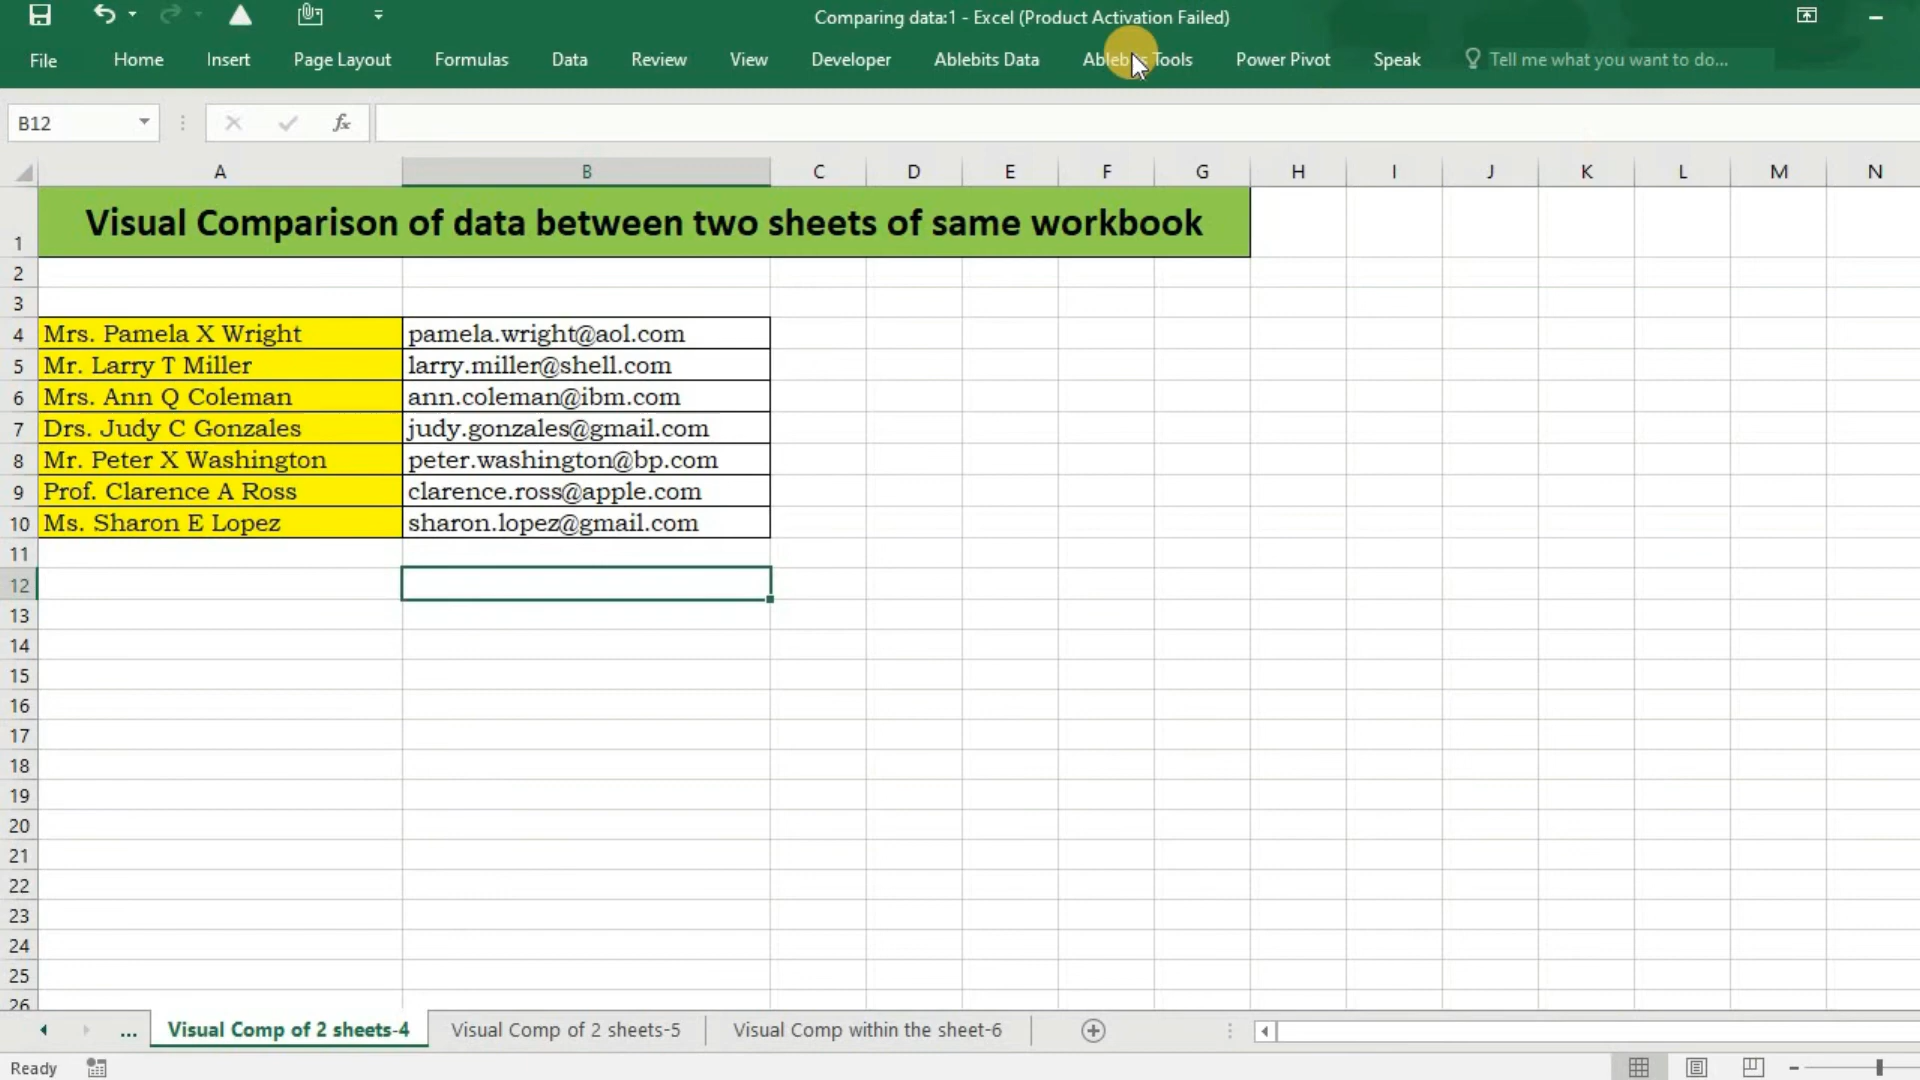 Comparing data:1 - Excel (Product Activation Failed)
File Home Insert Page Layout Formulas Data Review View Developer Ablebits Data Ablebits Tools Power Pivot Speak Tell me what you want to do...
B12 fx
A B C D E F G H I J K L M N
1 Visual Comparison of data between two sheets of same workbook
2
3
4 Mrs. Pamela X Wright pamela.wright@aol.com
5 Mr. Larry T Miller larry.miller@shell.com
6 Mrs. Ann Q Coleman ann.coleman@ibm.com
7 Drs. Judy C Gonzales judy.gonzales@gmail.com
8 Mr. Peter X Washington peter.washington@bp.com
9 Prof. Clarence A Ross clarence.ross@apple.com
10 Ms. Sharon E Lopez sharon.lopez@gmail.com
11
12
13
14
15
16
17
18
19
20
21
22
23
24
25
26
... Visual Comp of 2 sheets-4 Visual Comp of 2 sheets-5 Visual Comp within the sheet-6
Ready